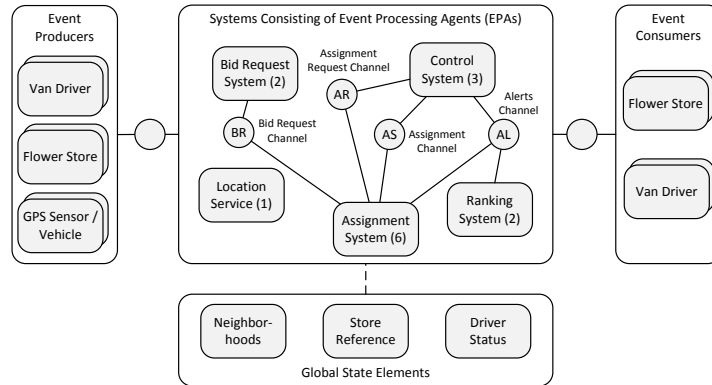 Event
Producers
Van Driver
Flower Store
GPS Sensor /
Vehicle
Systems Consisting of Event Processing Agents (EPAs)
Bid Request
System (2)
Assignment
Request Channel
Control
System (3)
AR
Alerts
Channel
BR
Bid Request
Channel
AS
Assignment
Channel
AL
Location
Service (1)
Assignment
System (6)
Ranking
System (2)
Event
Consumers
Flower Store
Van Driver
Neighbor-
hoods
Store
Reference
Driver
Status
Global State Elements